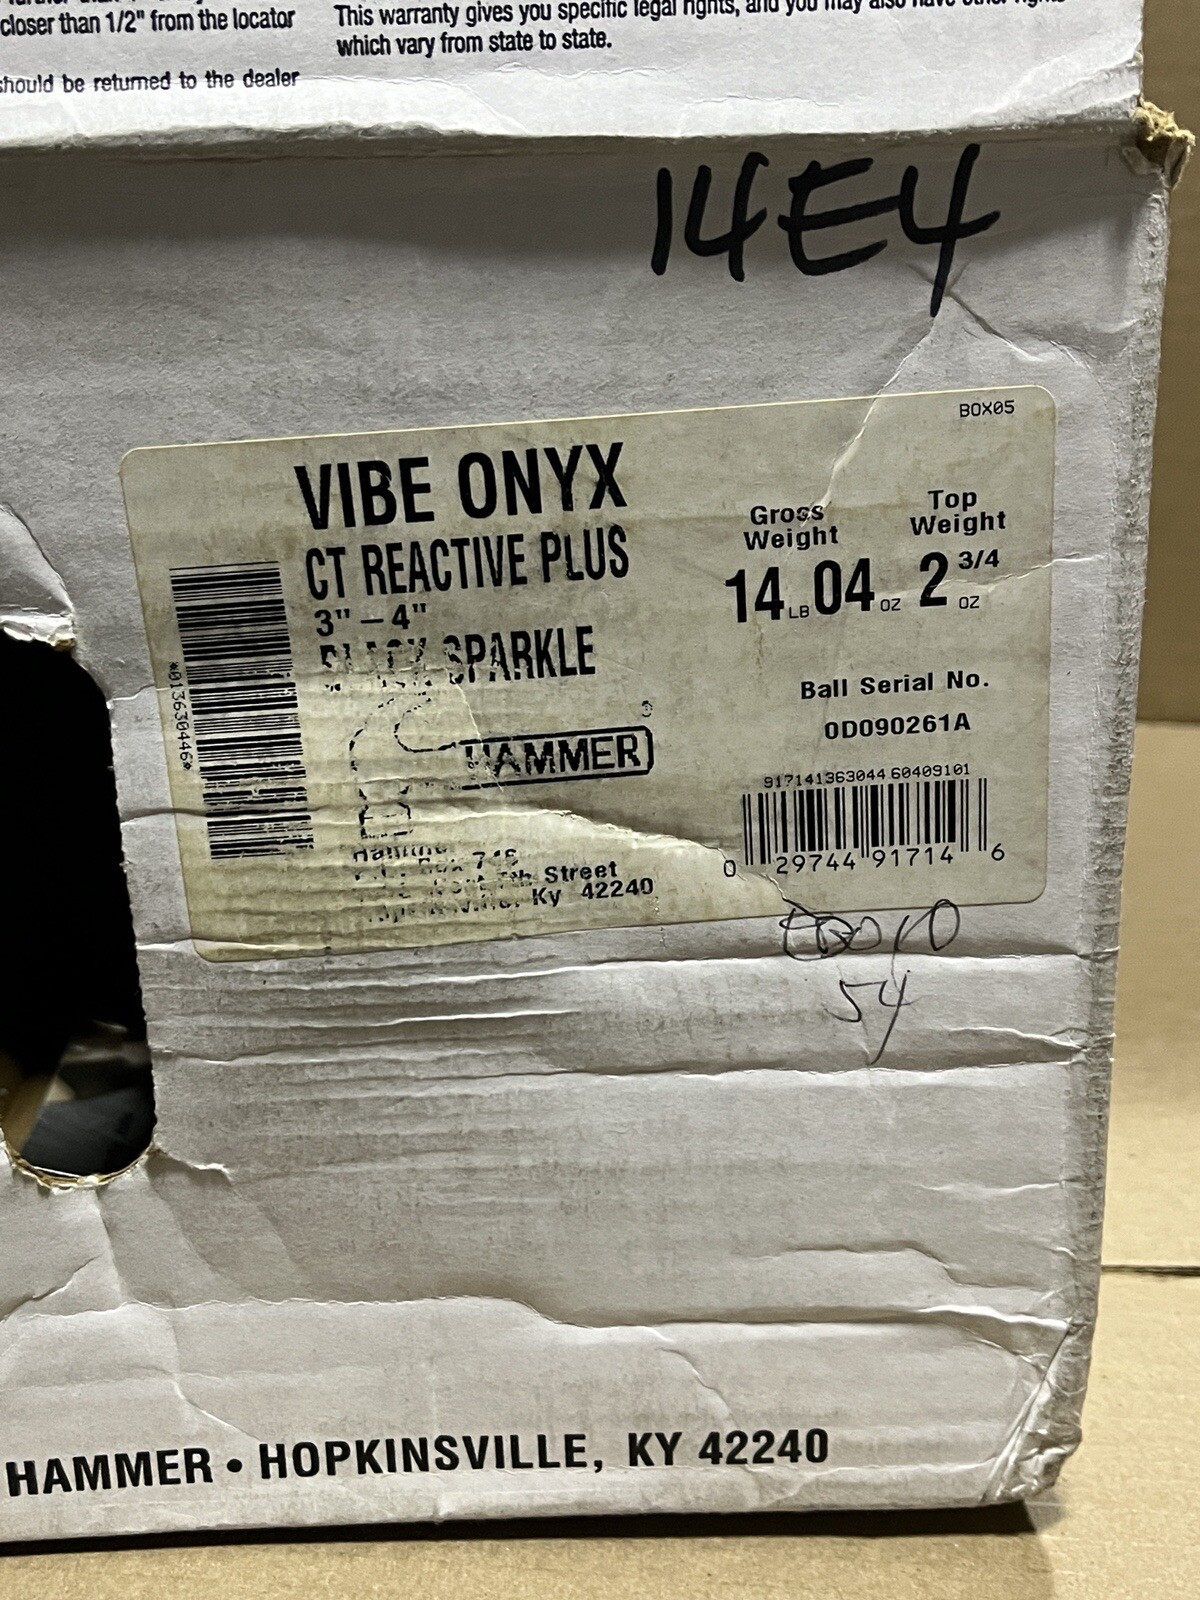 closer than 1/2" from the locator
should be returned to the dealer
This warranty gives you specific legal rights, and you may also have other rights
which vary from state to state.
14E4
BOX05
VIBE ONYX
CT REACTIVE PLUS
3" – 4"
BLACK SPARKLE
*013630446*
HAMMER
Street
Ky 42240
Gross
Weight
14 LB 04 OZ
Top
Weight
2 3/4 OZ
Ball Serial No.
0D090261A
917141363044 60409101
0 29744 91714 6
54
HAMMER • HOPKINSVILLE, KY 42240